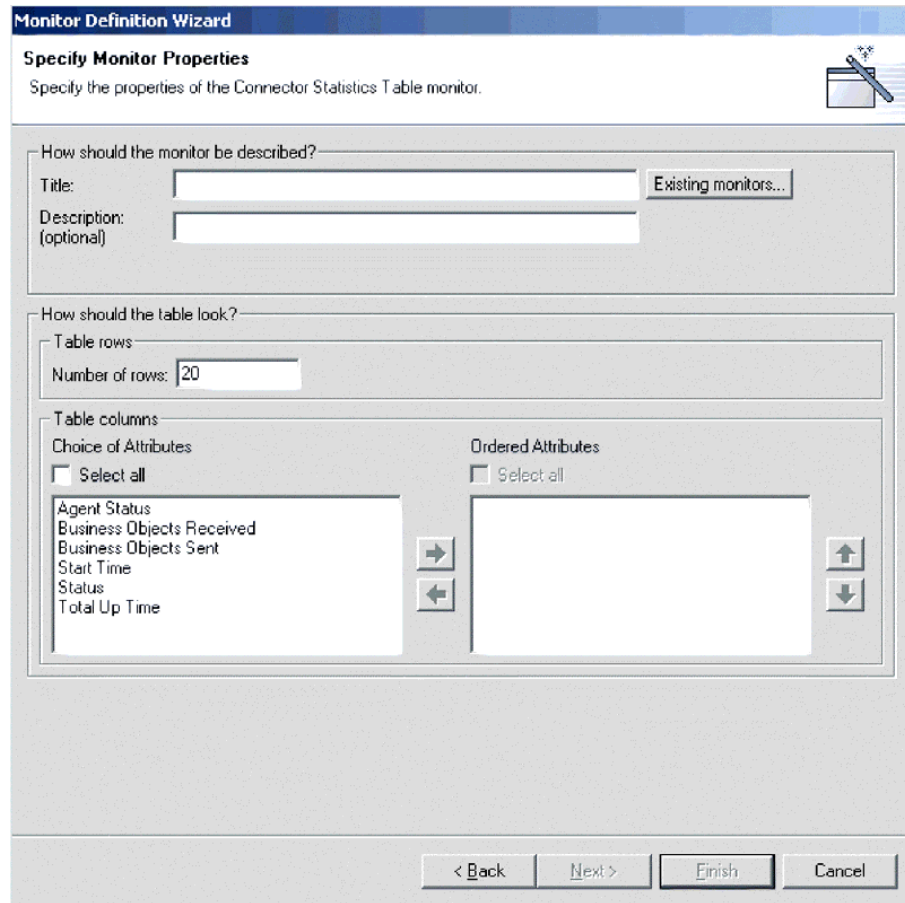 Monitor Definition Wizard
Specify Monitor Properties
Specify the properties of the Connector Statistics Table monitor.
How should the monitor be described?
Title:
Existing monitors...
Description:
(optional)
How should the table look?
Table rows
Number of rows: 20
Table columns
Choice of Attributes
Ordered Attributes
Select all
Select all
Agent Status
Business Objects Received
Business Objects Sent
Start Time
Status
Total Up Time
< Back
Next >
Finish
Cancel